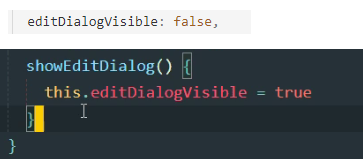 editDialogVisible: false,
showEditDialog() {
this.editDialogVisible = true
}
}